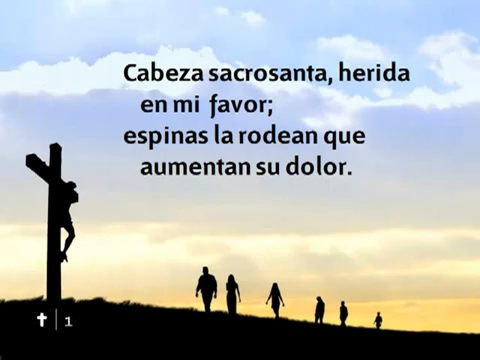 Cabeza sacrosanta, herida
en mi favor;
espinas la rodean que
aumentan su dolor.
1